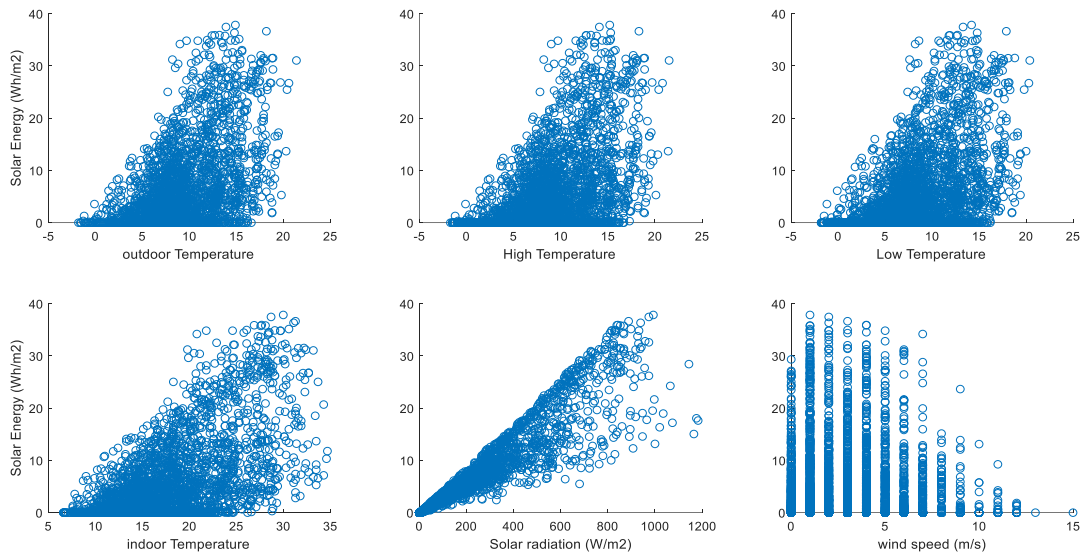 40
30
20
10
0
Solar Energy (Wh/m2)
-5 0 5 10 15 20 25
outdoor Temperature
40
30
20
10
0
-5 0 5 10 15 20 25
High Temperature
40
30
20
10
0
-5 0 5 10 15 20 25
Low Temperature
40
30
20
10
0
Solar Energy (Wh/m2)
5 10 15 20 25 30 35
indoor Temperature
40
30
20
10
0
0 200 400 600 800 1000 1200
Solar radiation (W/m2)
40
30
20
10
0
0 5 10 15
wind speed (m/s)